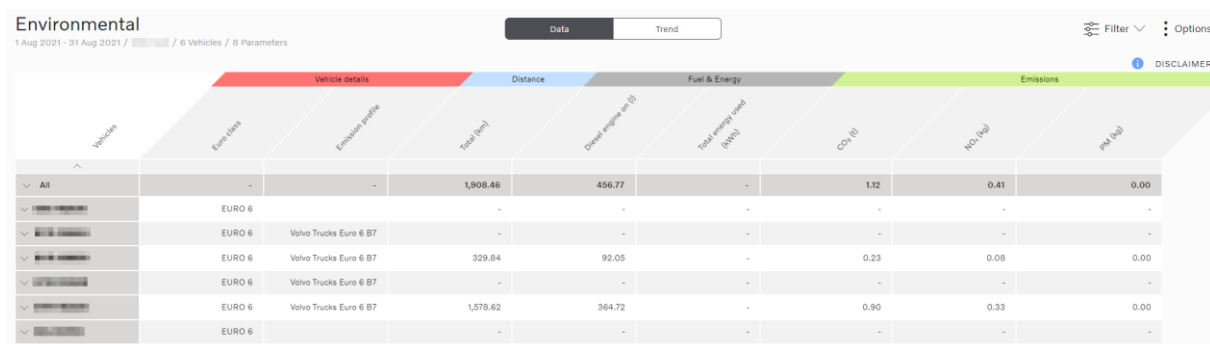 Environmental
Data Trend
Filter Options
1 Aug 2021 - 31 Aug 2021 / / 6 Vehicles / 8 Parameters
DISCLAIMER
Vehicle details Distance Fuel & Energy Emissions
Vehicles Euro class Emission profile Total (km) Diesel engine on (l) Total energy used (kWh) CO₂ (t) NOₓ (kg) PM (kg)
All - - 1,908.46 456.77 - 1.12 0.41 0.00
EURO 6 - - - - - -
EURO 6 Volvo Trucks Euro 6 B7 - - - - - -
EURO 6 Volvo Trucks Euro 6 B7 329.84 92.05 - 0.23 0.08 0.00
EURO 6 Volvo Trucks Euro 6 B7 - - - - - -
EURO 6 Volvo Trucks Euro 6 B7 1,578.62 364.72 - 0.90 0.33 0.00
EURO 6 - - - - - -